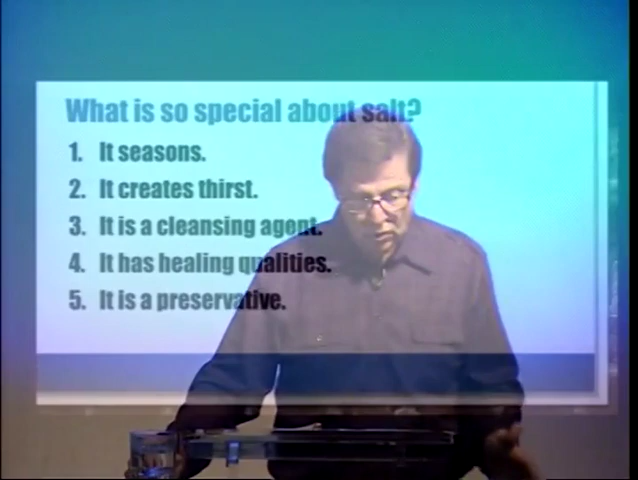 What is so special about salt?
1. It seasons.
2. It creates thirst.
3. It is a cleansing agent.
4. It has healing qualities.
5. It is a preservative.